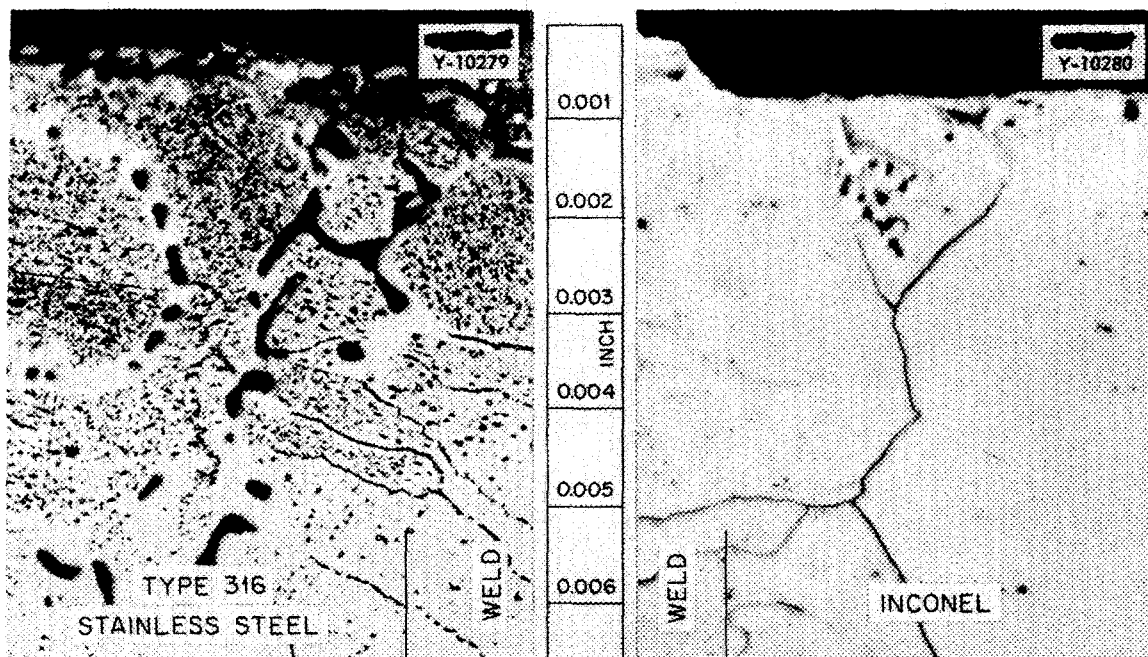 Y-10279
TYPE 316
STAINLESS STEEL
WELD
0.001
0.002
0.003
INCH
0.004
0.005
0.006
Y-10280
WELD
INCONEL